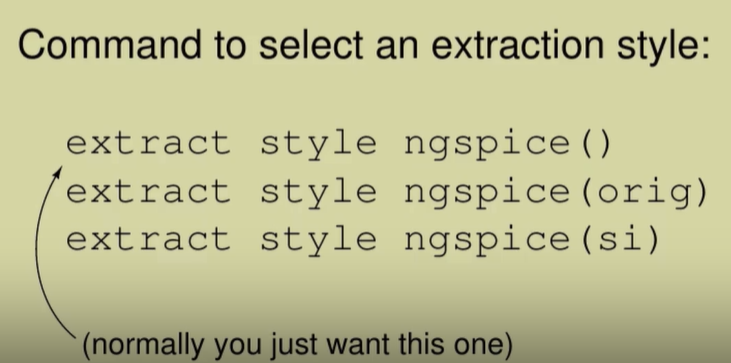 Command to select an extraction style:
extract style ngspice()
extract style ngspice(orig)
extract style ngspice(si)
(normally you just want this one)